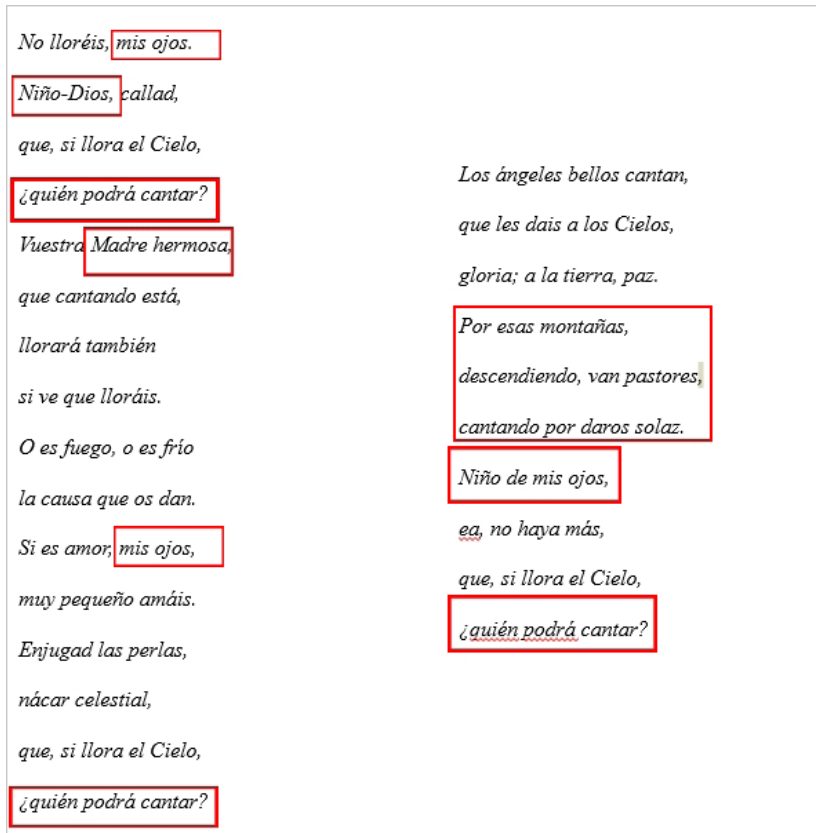 No lloréis, mis ojos.
Niño-Dios, callad,
que, si llora el Cielo,
¿quién podrá cantar?
Vuestra Madre hermosa,
que cantando está,
llorará también
si ve que lloráis.
O es fuego, o es frío
la causa que os dan.
Si es amor, mis ojos,
muy pequeño amáis.
Enjugad las perlas,
nácar celestial,
que, si llora el Cielo,
¿quién podrá cantar?
Los ángeles bellos cantan,
que les dais a los Cielos,
gloria; a la tierra, paz.
Por esas montañas,
descendiendo, van pastores,
cantando por daros solaz.
Niño de mis ojos,
ea, no haya más,
que, si llora el Cielo,
¿quién podrá cantar?